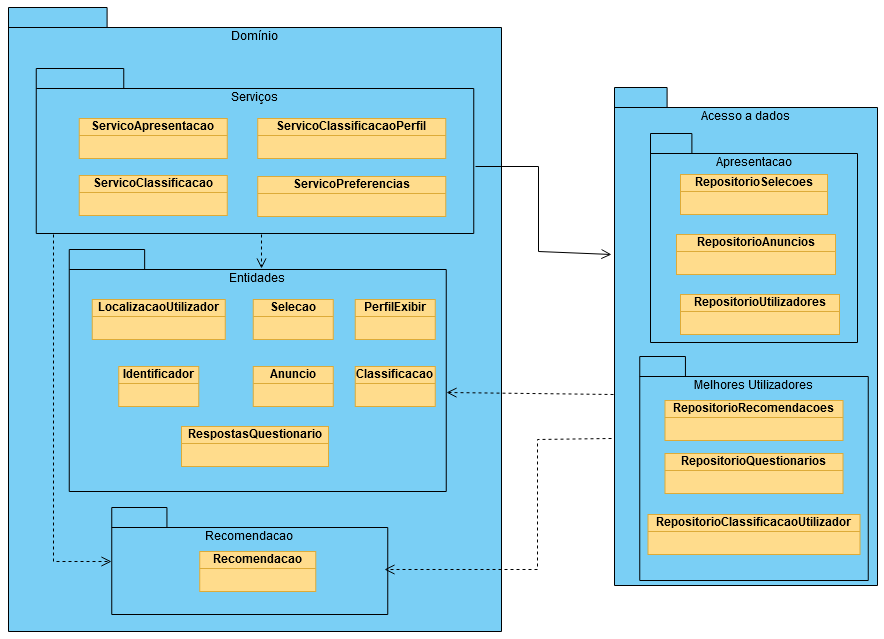 Domínio
Serviços
ServicoApresentacao
ServicoClassificacaoPerfil
ServicoClassificacao
ServicoPreferencias
Entidades
LocalizacaoUtilizador
Selecao
PerfilExibir
Identificador
Anuncio
Classificacao
RespostasQuestionario
Recomendacao
Recomendacao
Acesso a dados
Apresentacao
RepositorioSelecoes
RepositorioAnuncios
RepositorioUtilizadores
Melhores Utilizadores
RepositorioRecomendacoes
RepositorioQuestionarios
RepositorioClassificacaoUtilizador